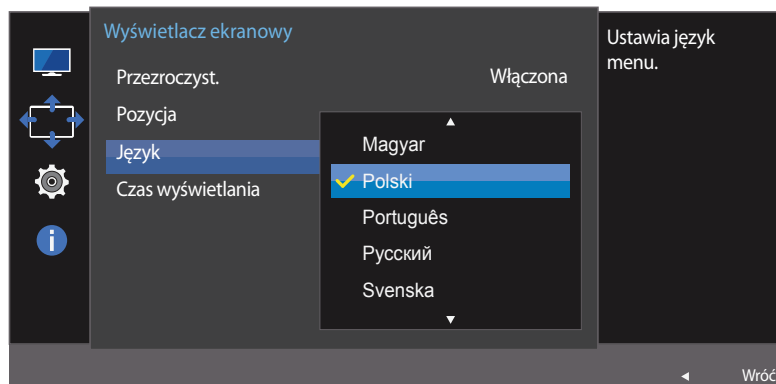 Wyświetlacz ekranowy
Przezroczyst. Włączona
Pozycja
Język
Czas wyświetlania
Magyar
Polski
Português
Русский
Svenska
Ustawia język
menu.
Wróć